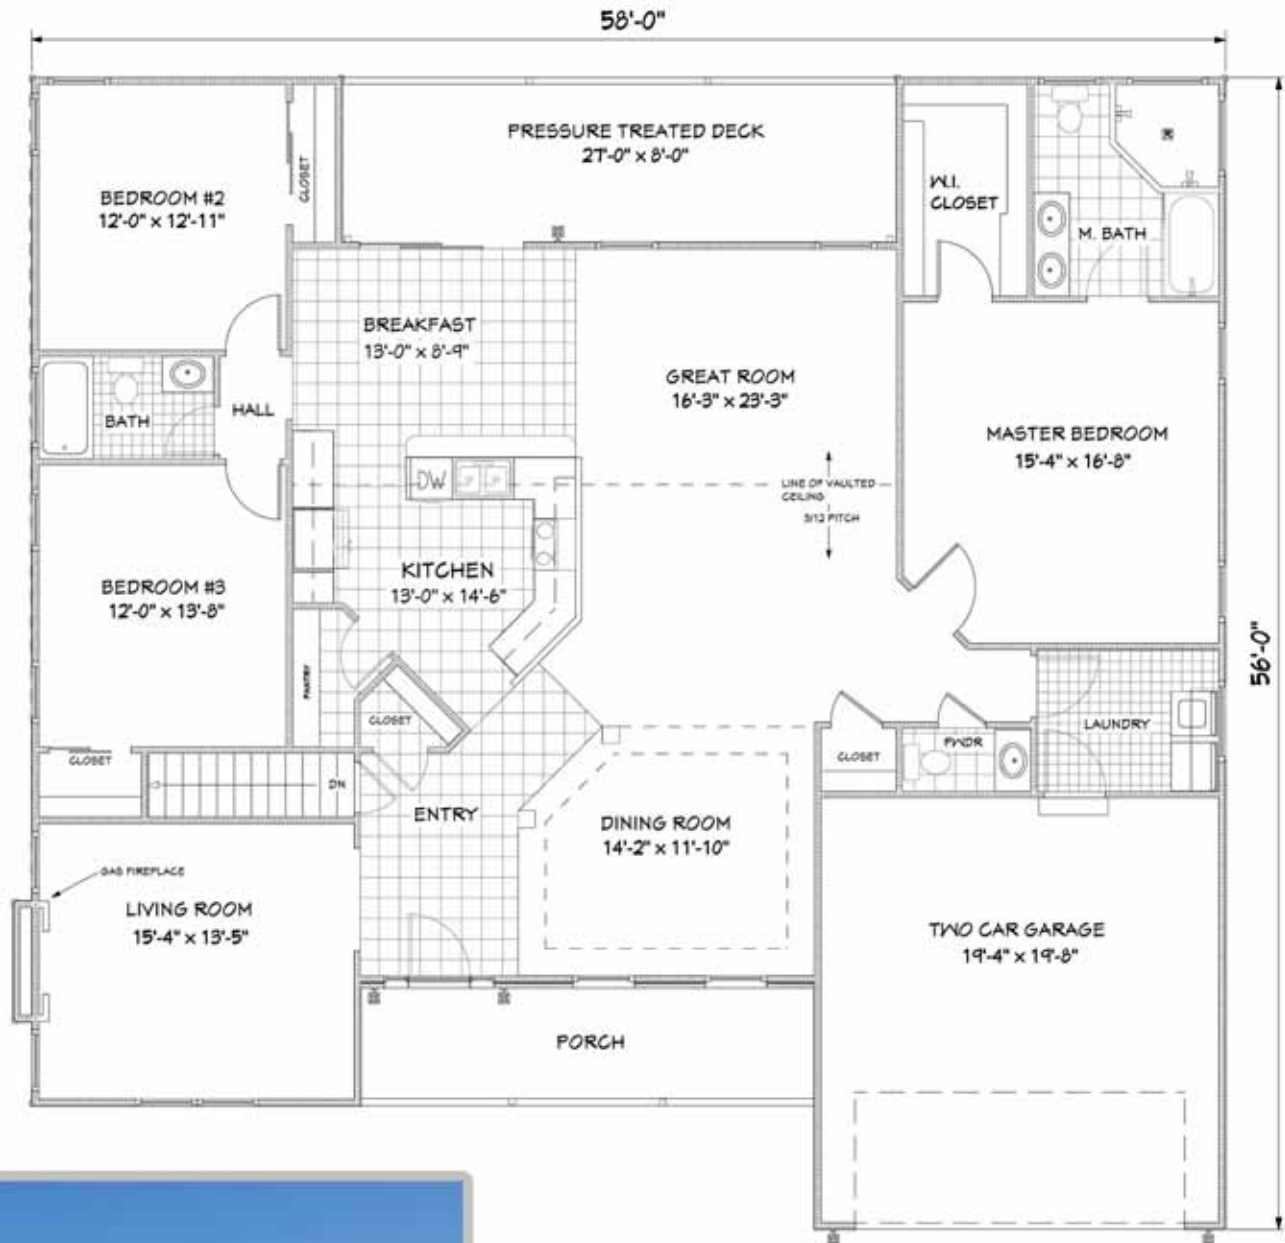 58'-0"
PRESSURE TREATED DECK
27'-0" x 8'-0"
BEDROOM #2
12'-0" x 12'-11"
CLOSET
W.I.
CLOSET
M. BATH
BREAKFAST
13'-0" x 8'-9"
GREAT ROOM
16'-3" x 23'-3"
BATH
HALL
MASTER BEDROOM
15'-4" x 16'-8"
DW
LINE OF VAULTED
CEILING
5/12 PITCH
KITCHEN
13'-0" x 14'-6"
BEDROOM #3
12'-0" x 13'-8"
56'-0"
PANTRY
CLOSET
LAUNDRY
PWDR
CLOSET
CLOSET
DN
ENTRY
DINING ROOM
14'-2" x 11'-10"
GAS FIREPLACE
LIVING ROOM
15'-4" x 13'-5"
TWO CAR GARAGE
19'-4" x 19'-8"
PORCH